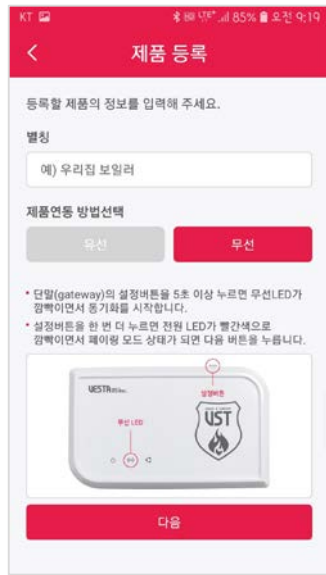 KT LTE+ 85% 오전 9:19
제품 등록
등록할 제품의 정보를 입력해 주세요.
별칭
예) 우리집 보일러
제품연동 방법선택
유선 무선
• 단말(gateway)의 설정버튼을 5초 이상 누르면 무선LED가
깜빡이면서 동기화를 시작합니다.
• 설정버튼을 한 번 더 누르면 전원 LED가 빨간색으로
깜빡이면서 페어링 모드 상태가 되면 다음 버튼을 누릅니다.
VESTA
설정버튼
무선 LED
VST
다음